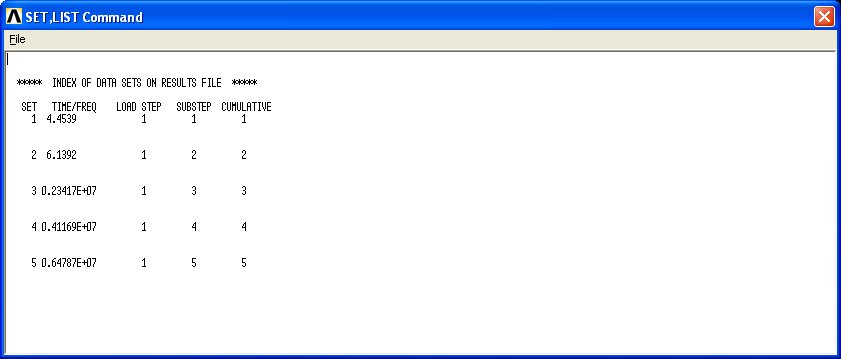 SET,LIST Command
File
***** INDEX OF DATA SETS ON RESULTS FILE *****
SET TIME/FREQ LOAD STEP SUBSTEP CUMULATIVE
1 4.4539 1 1 1
2 6.1392 1 2 2
3 0.23417E+07 1 3 3
4 0.41169E+07 1 4 4
5 0.64787E+07 1 5 5